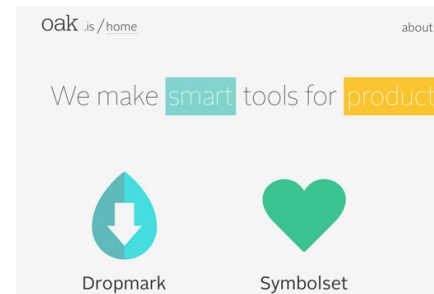 oak .is / home
about
We make smart tools for product
Dropmark
Symbolset